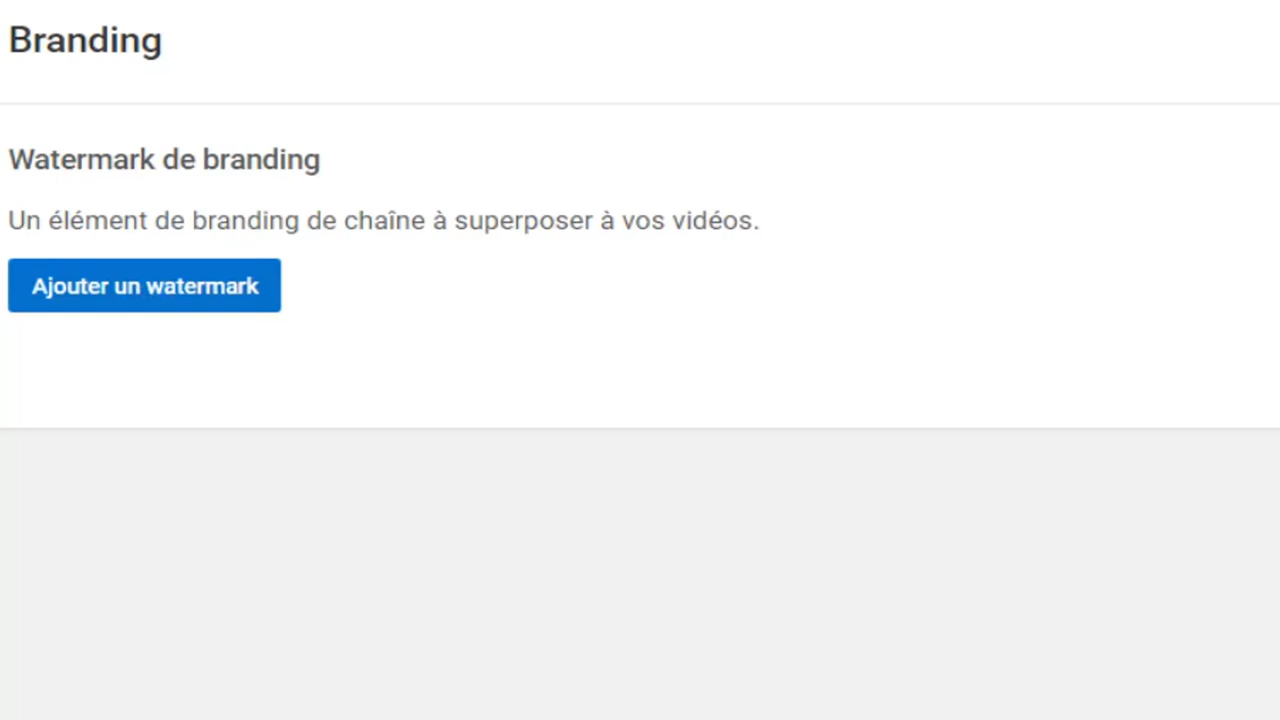 Branding
Watermark de branding
Un élément de branding de chaîne à superposer à vos vidéos.
Ajouter un watermark